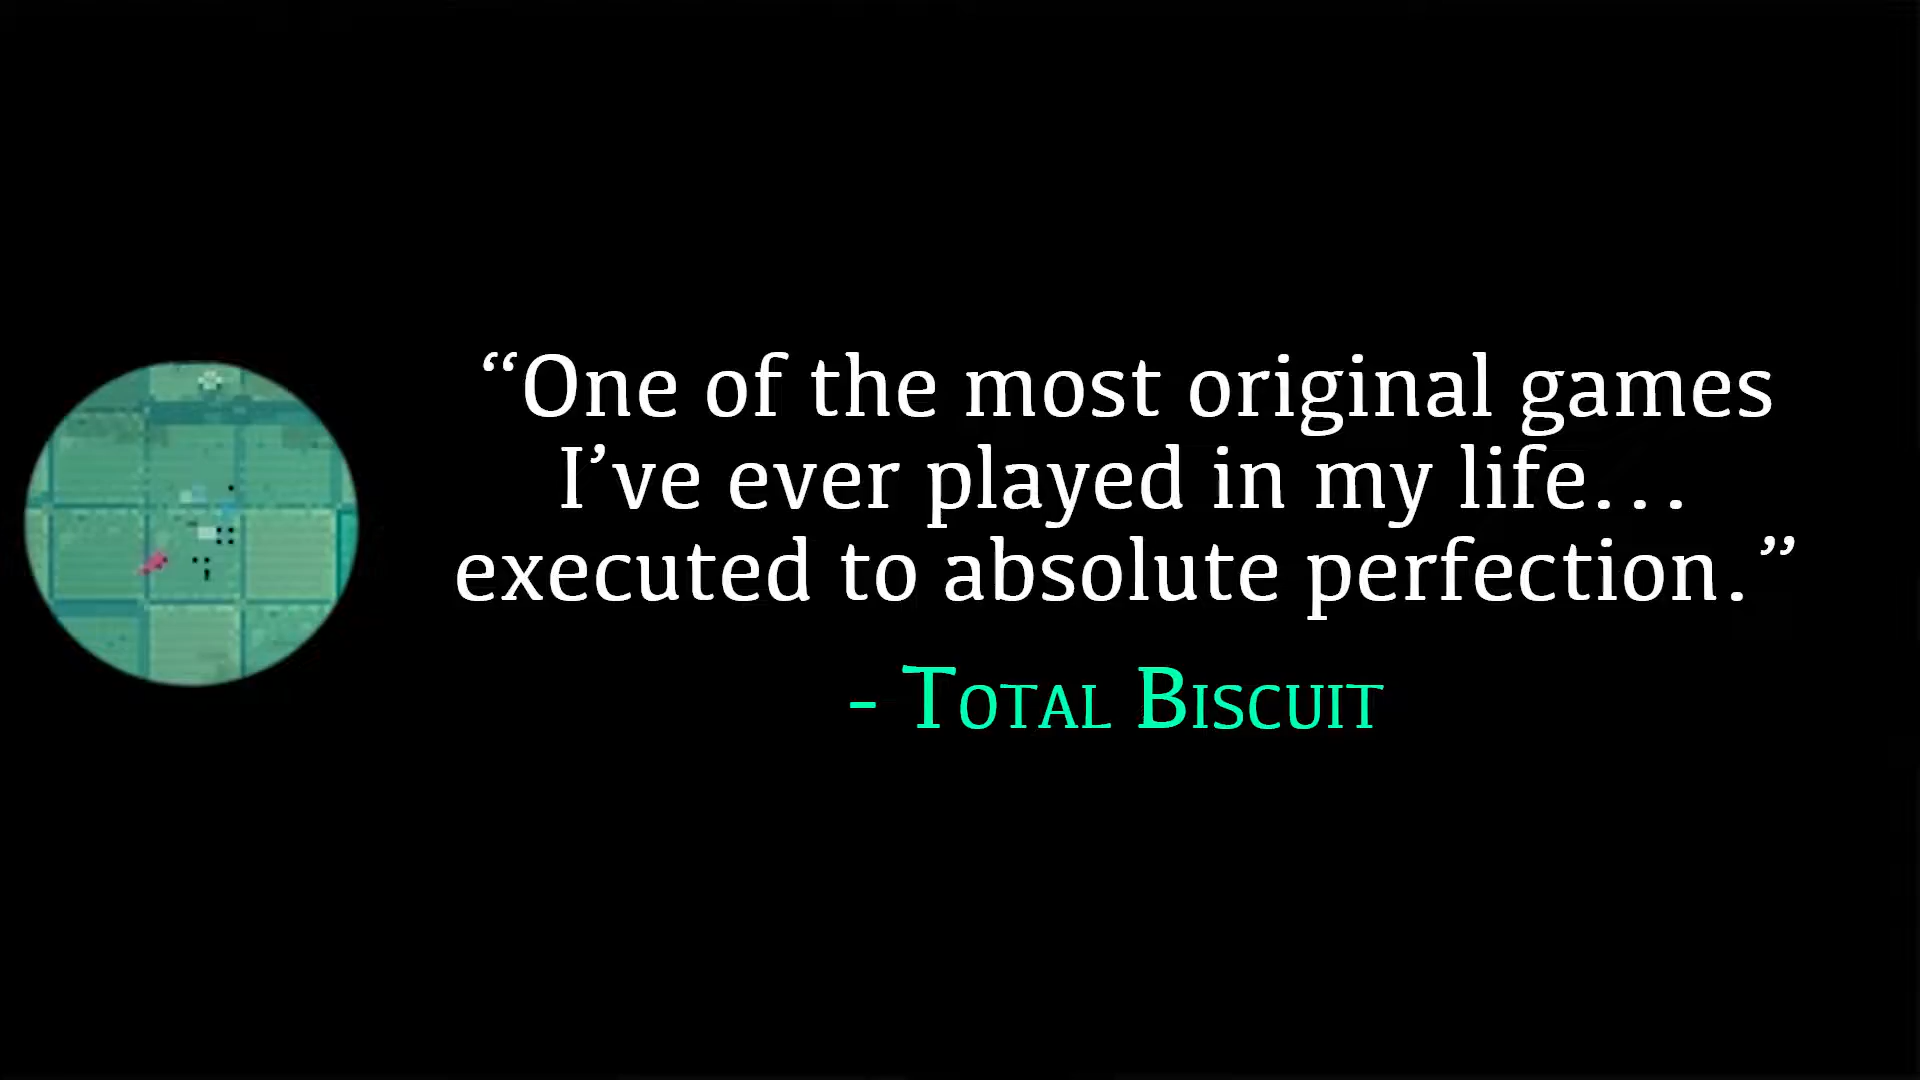 “One of the most original games
I’ve ever played in my life...
executed to absolute perfection.”
- Total Biscuit